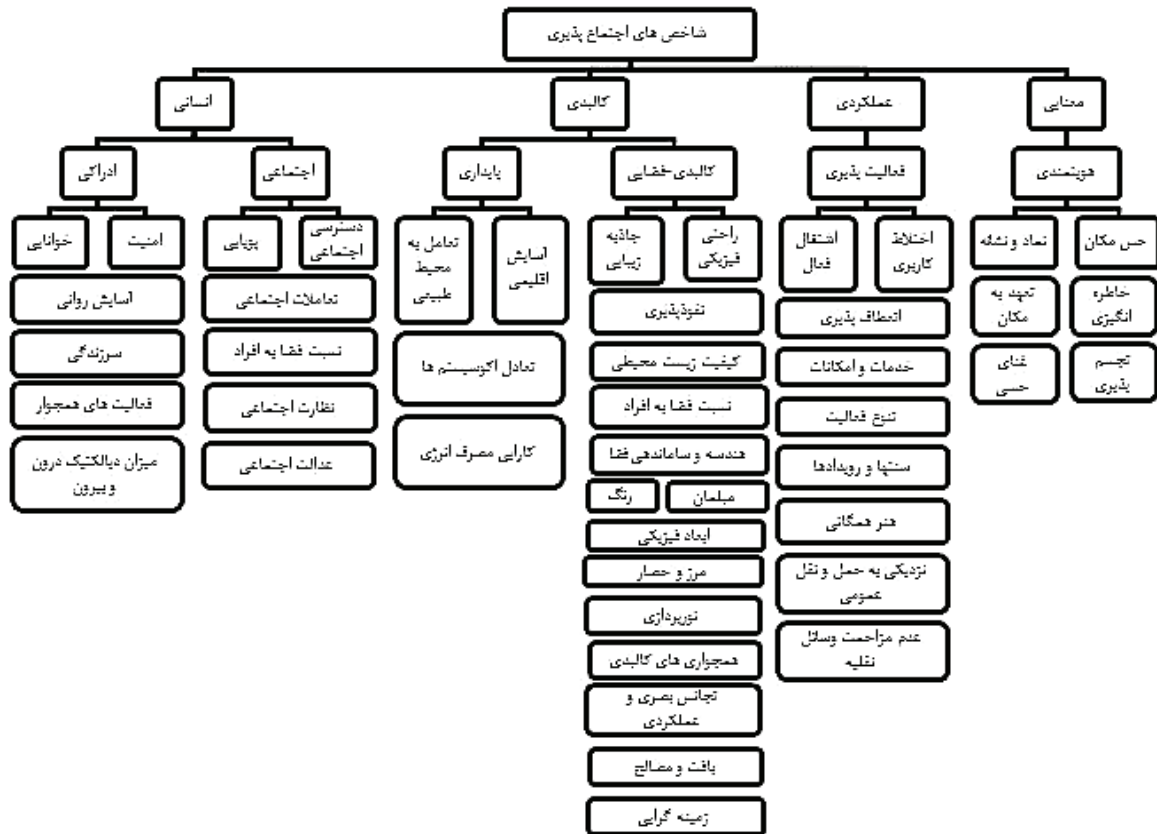 شاخص های اجتماع پذیری
معنایی
عملکردی
کالبدی
انسانی
هویتمندی
فعالیت پذیری
کالبدی-فضایی
پایداری
اجتماعی
ادراکی
حس مکان
نماد و نشانه
خاطره
انگیزی
تعهد به
مکان
تجسم
پذیری
غنای
حسی
اختلاط
کاربری
اشتغال
فعال
انعطاف پذیری
خدمات و امکانات
تنوع فعالیت
سنتها و رویدادها
هنر همگانی
نزدیکی به حمل و نقل
عمومی
عدم مزاحمت وسائل
نقلیه
راحتی
فیزیکی
جاذبه
زیبایی
نفوذپذیری
کیفیت زیست محیطی
نسبت فضا به افراد
هندسه و ساماندهی فضا
مبلمان
رنگ
ابعاد فیزیکی
مرز و حصار
نورپردازی
همجواری های کالبدی
تجانس بصری و
عملکردی
بافت و مصالح
زمینه گرایی
آسایش
اقلیمی
تعامل به
محیط
طبیعی
تعادل اکوسیستم ها
کارایی مصرف انرژی
دسترسی
اجتماعی
پویایی
تعاملات اجتماعی
نسبت فضا به افراد
نظارت اجتماعی
عدالت اجتماعی
امنیت
خوانایی
آسایش روانی
سرزندگی
فعالیت های همجوار
میزان دیالکتیک درون
و بیرون